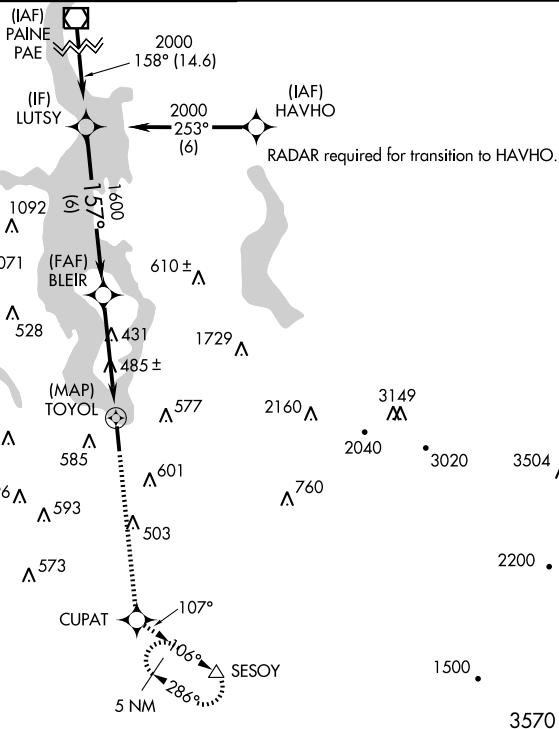 (IAF)
PAINE
PAE
2000
158° (14.6)
(IF)
LUTSY
2000
253°
(6)
(IAF)
HAVHO
RADAR required for transition to HAVHO.
1600
157°
(6)
1092
071
(FAF)
BLEIR
610 ±
528
431
1729
485 ±
(MAP)
TOYOL
577
2160
3149
585
2040
3020
3504
601
6
593
760
503
573
2200
CUPAT
107°
106°
SESOY
286°
5 NM
1500
3570